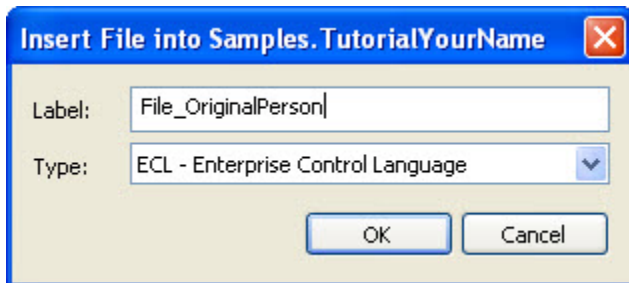 Insert File into Samples.TutorialYourName
Label: File_OriginalPerson
Type: ECL - Enterprise Control Language
OK Cancel